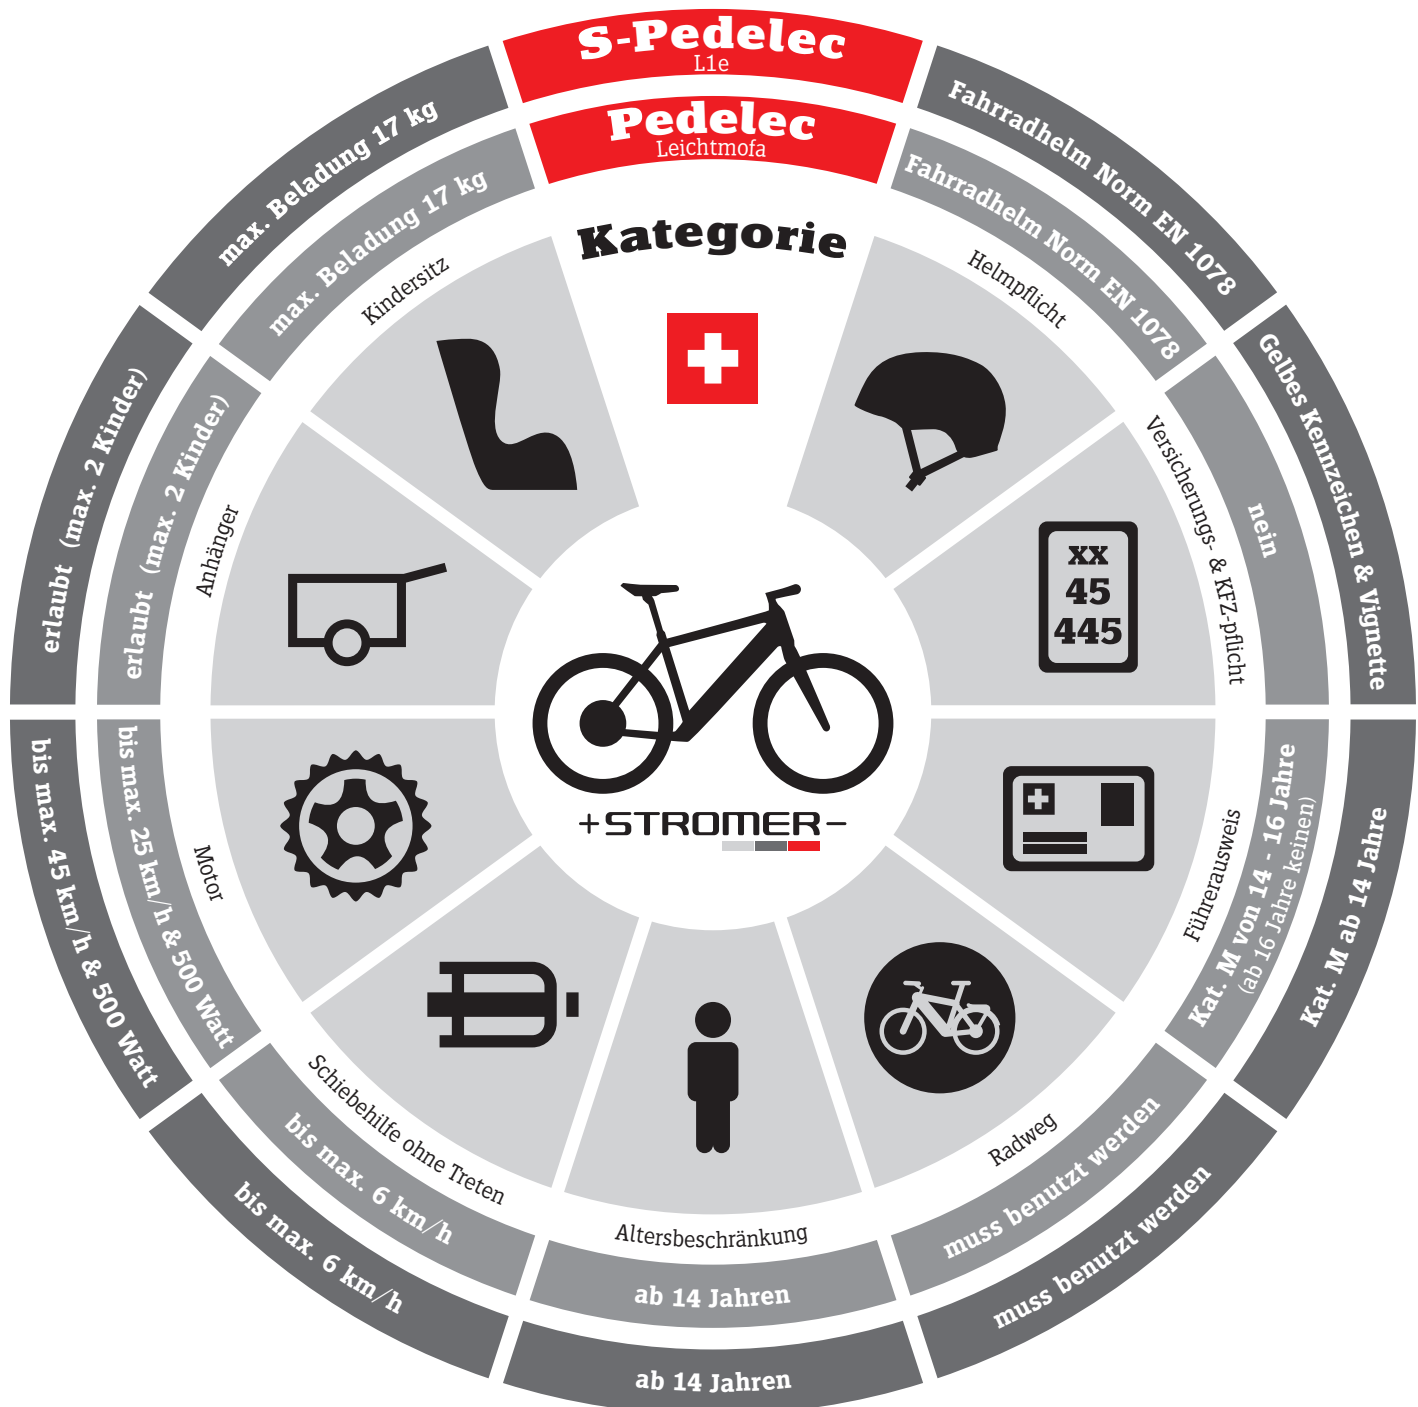 S-Pedelec
L1e
Pedelec
Leichtmofa
Kategorie
Fahrradhelm Norm EN 1078
Fahrradhelm Norm EN 1078
Helmpflicht
Gelbes Kennzeichen & Vignette
nein
Versicherungs- & KFZ-pflicht
xx
45
445
Kat. M ab 14 Jahre
Kat. M von 14 - 16 Jahre
(ab 16 Jahre keinen)
Führerausweis
muss benutzt werden
muss benutzt werden
Radweg
Altersbeschränkung
ab 14 Jahren
ab 14 Jahren
Schiebehilfe ohne Treten
bis max. 6 km/h
bis max. 6 km/h
Motor
bis max. 25 km/h & 500 Watt
bis max. 45 km/h & 500 Watt
Anhänger
erlaubt (max. 2 Kinder)
erlaubt (max. 2 Kinder)
Kindersitz
max. Beladung 17 kg
max. Beladung 17 kg
+STROMER−